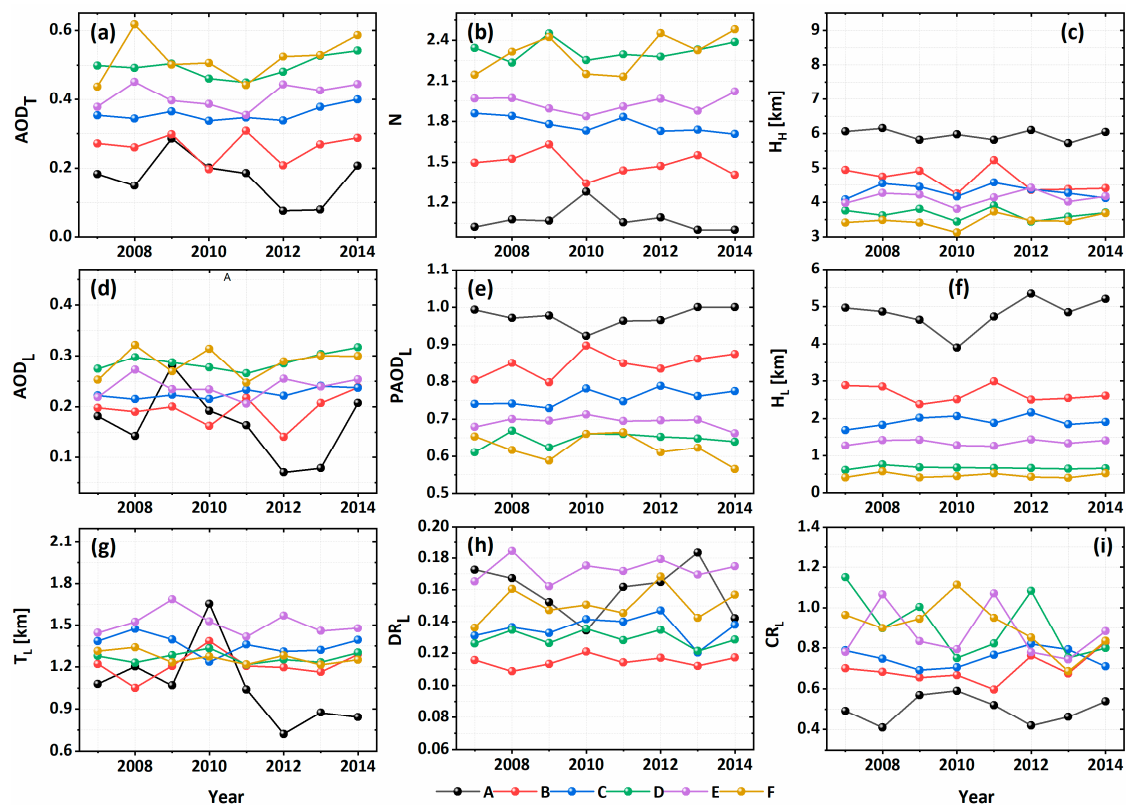 (a)
AOD_T
0.6
0.4
0.2
0.0
2008 2010 2012 2014
(b)
N
2.4
2.1
1.8
1.5
1.2
2008 2010 2012 2014
(c)
H_H [km]
9
8
7
6
5
4
3
2008 2010 2012 2014
(d)
A
AOD_L
0.4
0.3
0.2
0.1
2008 2010 2012 2014
(e)
PAOD_L
1.1
1.0
0.9
0.8
0.7
0.6
0.5
2008 2010 2012 2014
(f)
H_L [km]
6
5
4
3
2
1
0
2008 2010 2012 2014
(g)
T_L [km]
2.1
1.8
1.5
1.2
0.9
0.6
2008 2010 2012 2014
Year
(h)
DR_L
0.20
0.18
0.16
0.14
0.12
0.10
0.08
0.06
2008 2010 2012 2014
(i)
CR_L
1.4
1.2
1.0
0.8
0.6
0.4
2008 2010 2012 2014
Year
A B C D E F